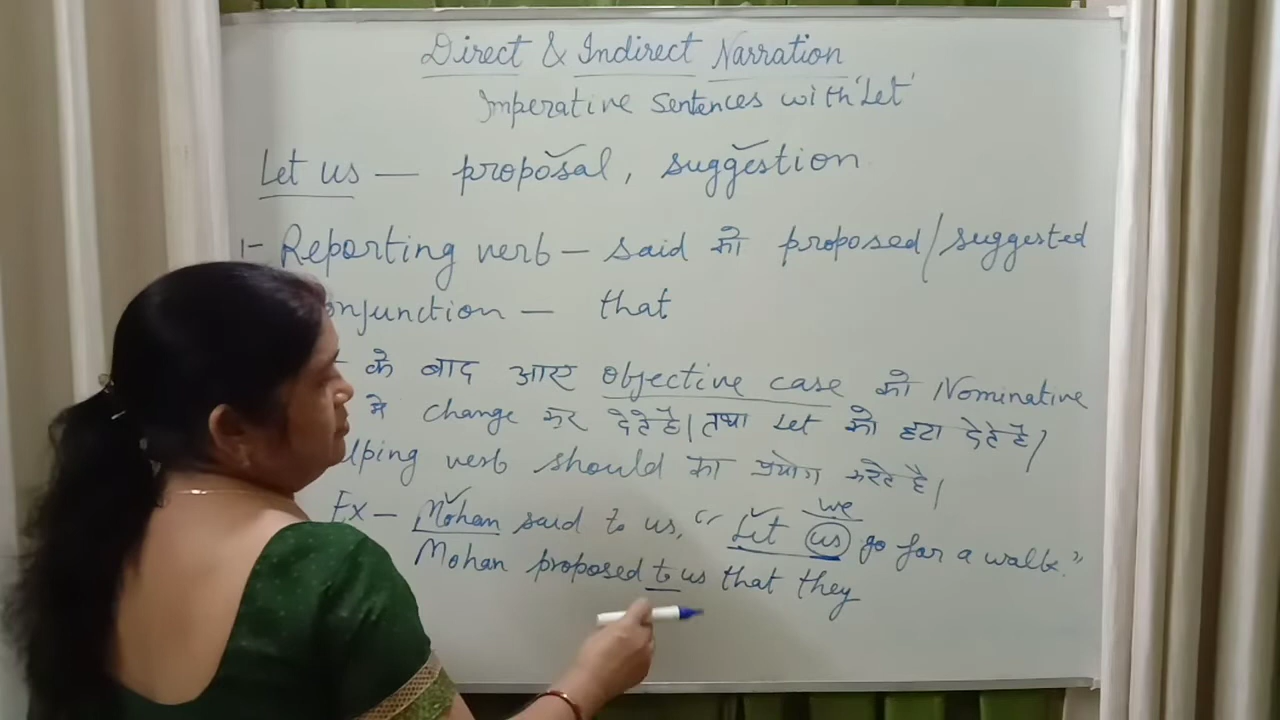 Direct & Indirect Narration
Imperative Sentences with 'Let'
Let us — proposal, suggestion
1- Reporting verb — said को proposed/suggested
onjunction — that
के बाद आए objective case को Nominative
में change कर देते है। तथा Let को हटा देते है।
lping verb should का प्रयोग करते है।
Ex — Mohan said to us, "Let us go for a walk."
we
Mohan proposed to us that they